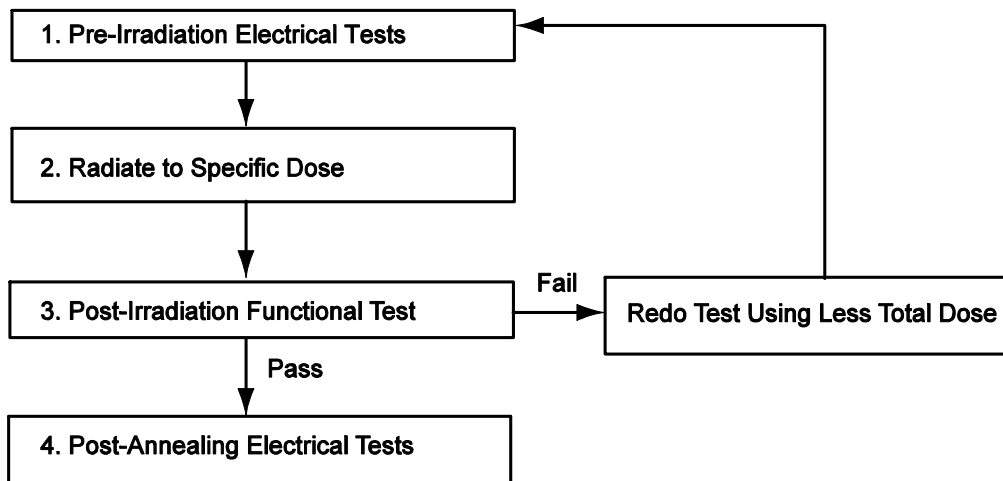 1. Pre-Irradiation Electrical Tests
2. Radiate to Specific Dose
3. Post-Irradiation Functional Test
Fail
Redo Test Using Less Total Dose
Pass
4. Post-Annealing Electrical Tests